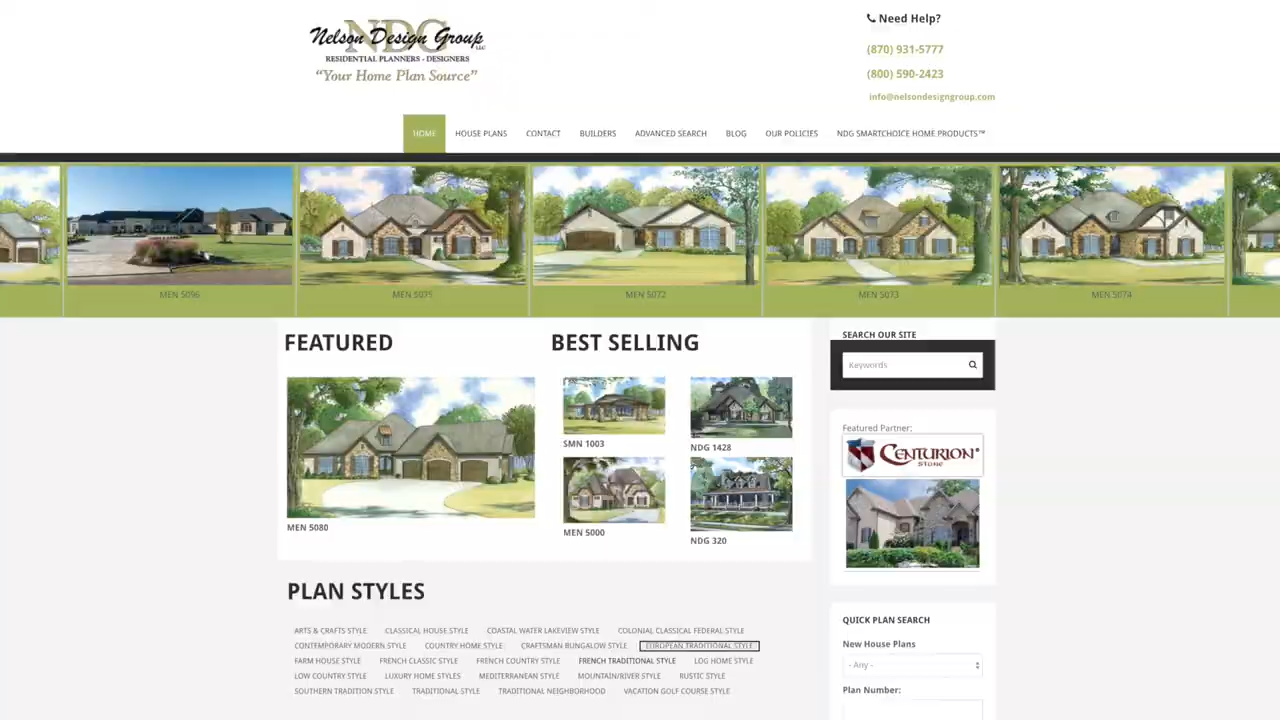 NDG
Nelson Design Group LLC
RESIDENTIAL PLANNERS - DESIGNERS
"Your Home Plan Source"
Need Help?
(870) 931-5777
(800) 590-2423
info@nelsondesigngroup.com
HOME HOUSE PLANS CONTACT BUILDERS ADVANCED SEARCH BLOG OUR POLICIES NDG SMARTCHOICE HOME PRODUCTS™
MEN 5096 MEN 5075 MEN 5072 MEN 5073 MEN 5074
FEATURED
MEN 5080
BEST SELLING
SMN 1003 NDG 1428
MEN 5000 NDG 320
SEARCH OUR SITE
Keywords
Featured Partner:
CENTURION®
STONE
PLAN STYLES
ARTS & CRAFTS STYLE CLASSICAL HOUSE STYLE COASTAL WATER LAKEVIEW STYLE COLONIAL CLASSICAL FEDERAL STYLE
CONTEMPORARY MODERN STYLE COUNTRY HOME STYLE CRAFTSMAN BUNGALOW STYLE EUROPEAN TRADITIONAL STYLE
FARM HOUSE STYLE FRENCH CLASSIC STYLE FRENCH COUNTRY STYLE FRENCH TRADITIONAL STYLE LOG HOME STYLE
LOW COUNTRY STYLE LUXURY HOME STYLES MEDITERRANEAN STYLE MOUNTAIN/RIVER STYLE RUSTIC STYLE
SOUTHERN TRADITION STYLE TRADITIONAL STYLE TRADITIONAL NEIGHBORHOOD VACATION GOLF COURSE STYLE
QUICK PLAN SEARCH
New House Plans
- Any -
Plan Number: